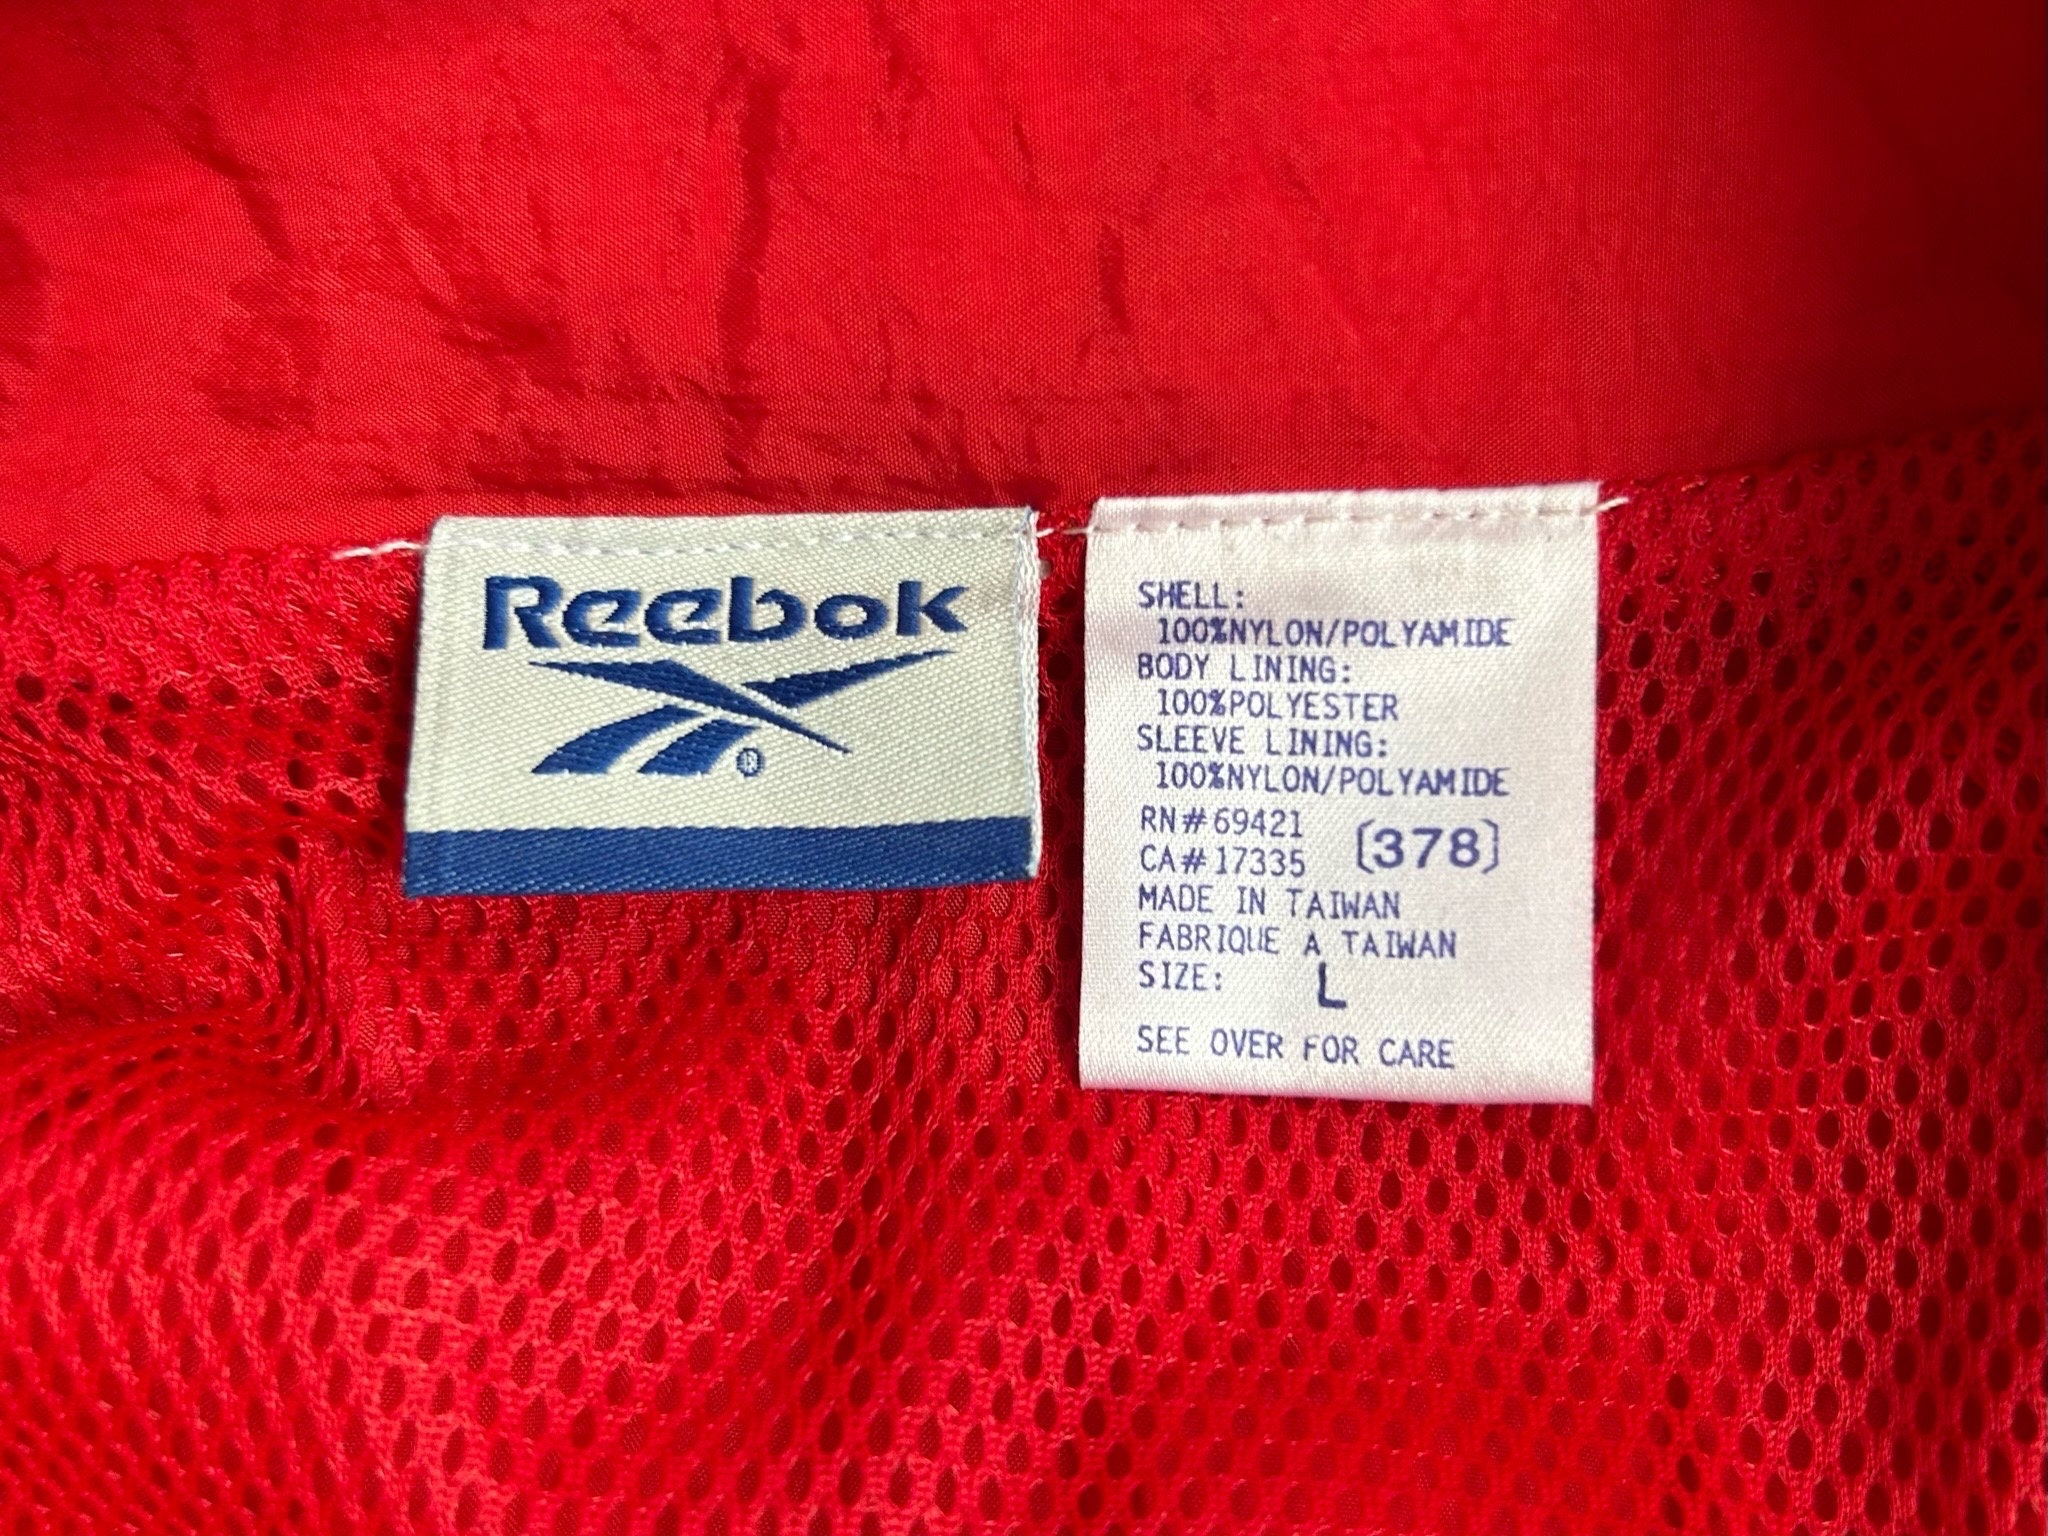 Reebok
®
SHELL:
100%NYLON/POLYAMIDE
BODY LINING:
100%POLYESTER
SLEEVE LINING:
100%NYLON/POLYAMIDE
RN#69421
CA#17335
[378]
MADE IN TAIWAN
FABRIQUE A TAIWAN
SIZE: L
SEE OVER FOR CARE